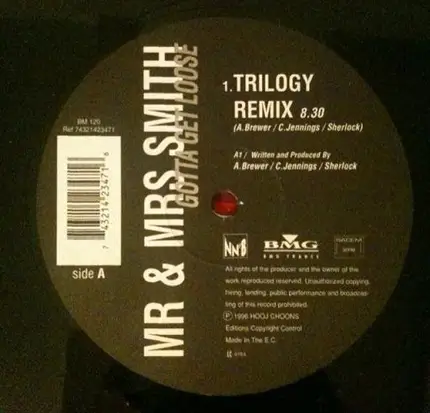 BM 120
Ref 74321423471
7 43214 23471 6
side A
MR & MRS SMITH
GOTTA GET LOOSE
1. TRILOGY
REMIX 8.30
(A.Brewer / C.Jennings / Sherlock)
A1 / Written and Produced By
A.Brewer / C.Jennings / Sherlock
BMG
BMG FRANCE
All rights of the producer and the owner of the
work reproduced reserved. Unauthorized copying,
hiring, lending, public performance and broadcas-
ting of this record prohibited.
Ⓟ 1996 HOOJ CHOONS
Editions Copyright Control
Made In The E.C.